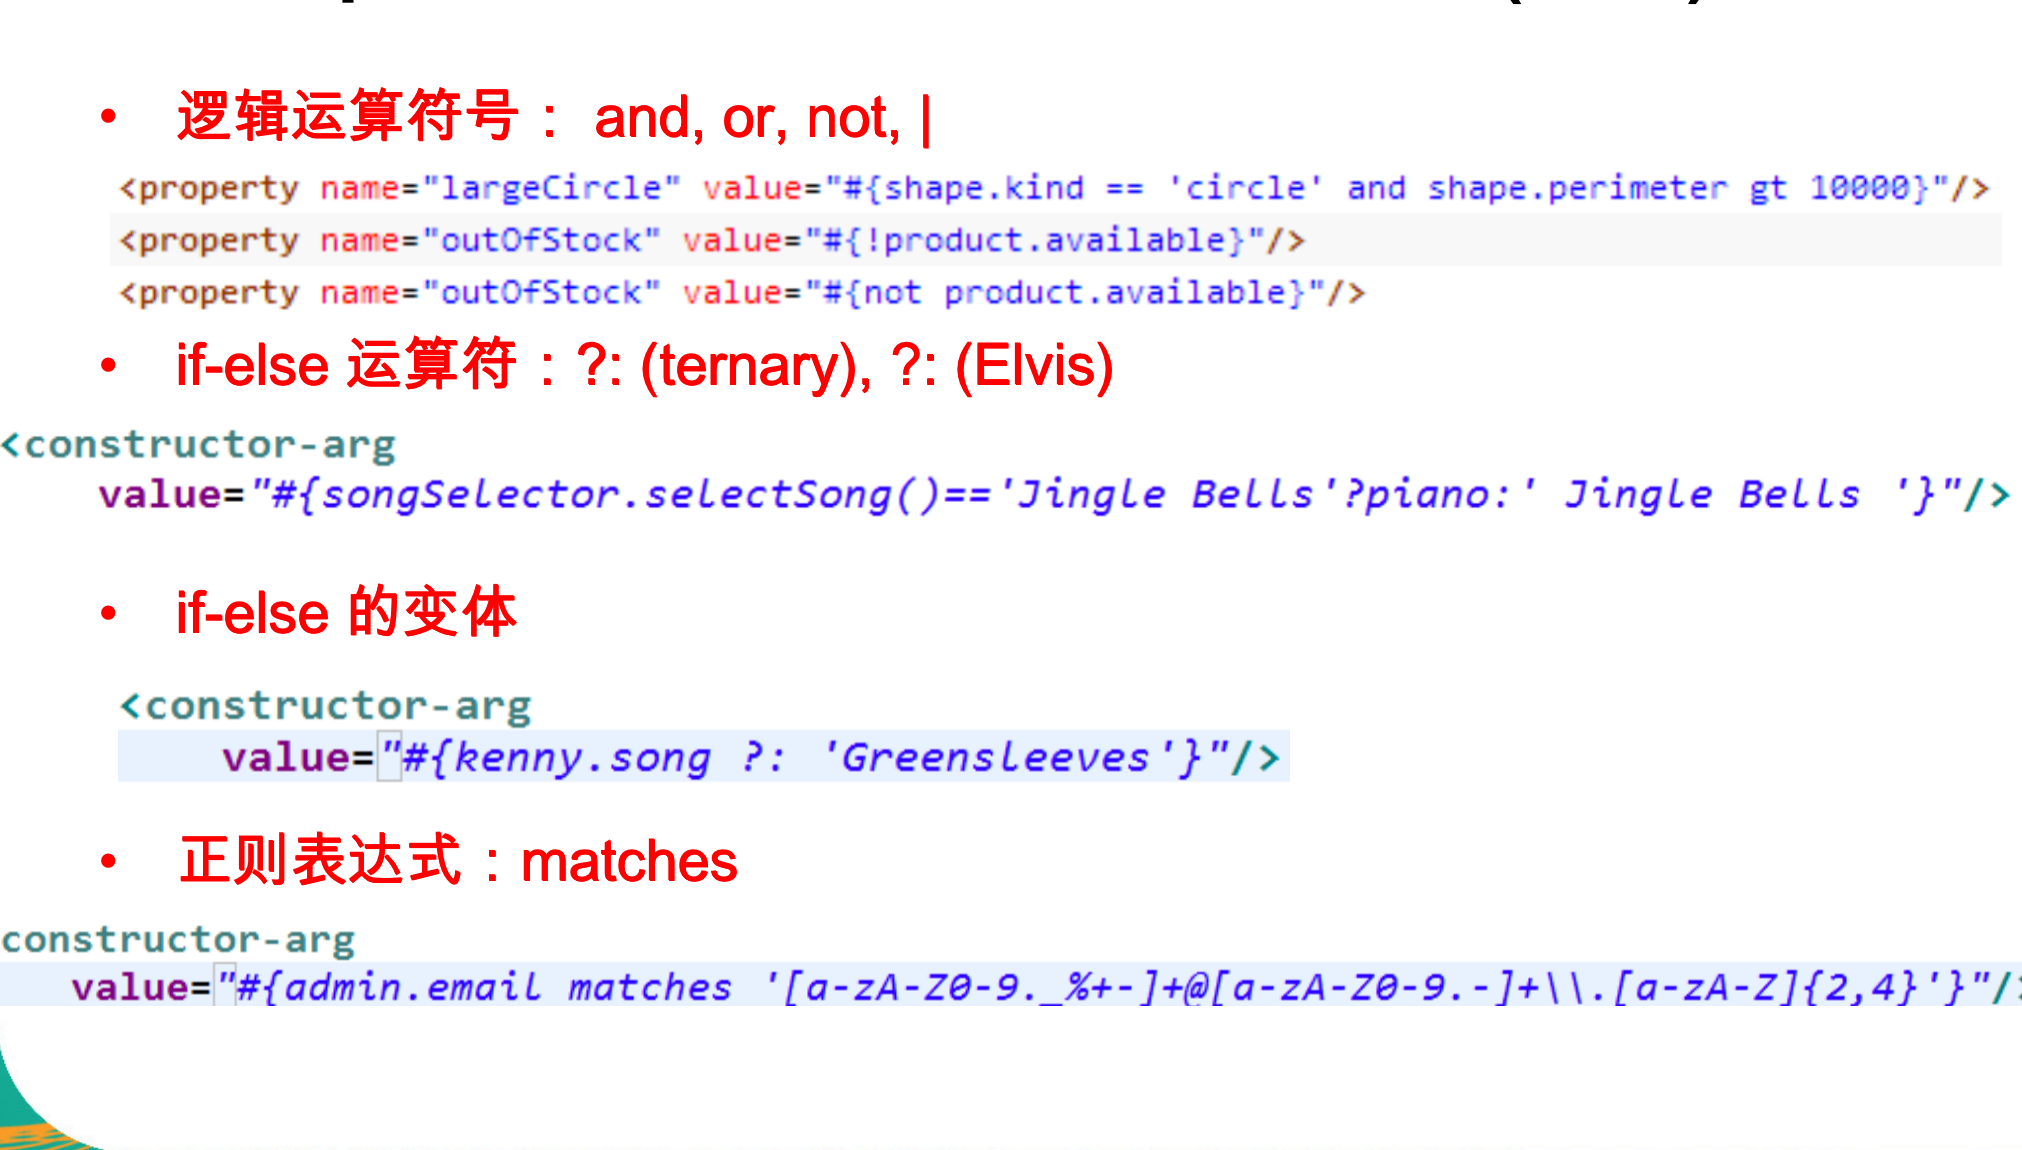 • 逻辑运算符号： and, or, not, |
<property name="largeCircle" value="#{shape.kind == 'circle' and shape.perimeter gt 10000}"/>
<property name="outOfStock" value="#{!product.available}"/>
<property name="outOfStock" value="#{not product.available}"/>
• if-else 运算符：?: (ternary), ?: (Elvis)
<constructor-arg
value="#{songSelector.selectSong()=='Jingle Bells'?piano:' Jingle Bells '}"/>
• if-else 的变体
<constructor-arg
value="#{kenny.song ?: 'Greensleeves'}"/>
• 正则表达式：matches
constructor-arg
value="#{admin.email matches '[a-zA-Z0-9._%+-]+@[a-zA-Z0-9.-]+\\.[a-zA-Z]{2,4}'}"/>